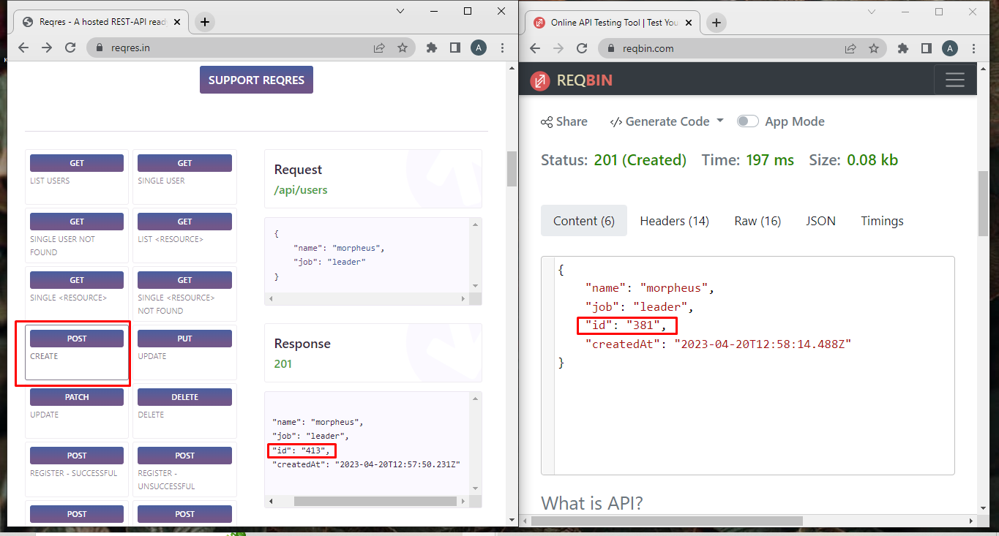 Reqres - A hosted REST-API read
reqres.in
A
SUPPORT REQRES
GET
LIST USERS
GET
SINGLE USER
GET
SINGLE USER NOT
FOUND
GET
LIST <RESOURCE>
GET
SINGLE <RESOURCE>
GET
SINGLE <RESOURCE>
NOT FOUND
POST
CREATE
PUT
UPDATE
PATCH
UPDATE
DELETE
DELETE
POST
REGISTER - SUCCESSFUL
POST
REGISTER -
UNSUCCESSFUL
POST
POST
Request
/api/users
{
"name": "morpheus",
"job": "leader"
}
Response
201
"name": "morpheus",
"job": "leader",
"id": "413",
"createdAt": "2023-04-20T12:57:50.231Z"
Online API Testing Tool | Test You
reqbin.com
A
REQBIN
Share
</> Generate Code
App Mode
Status: 201 (Created) Time: 197 ms Size: 0.08 kb
Content (6) Headers (14) Raw (16) JSON Timings
{
"name": "morpheus",
"job": "leader",
"id": "381",
"createdAt": "2023-04-20T12:58:14.488Z"
}
What is API?